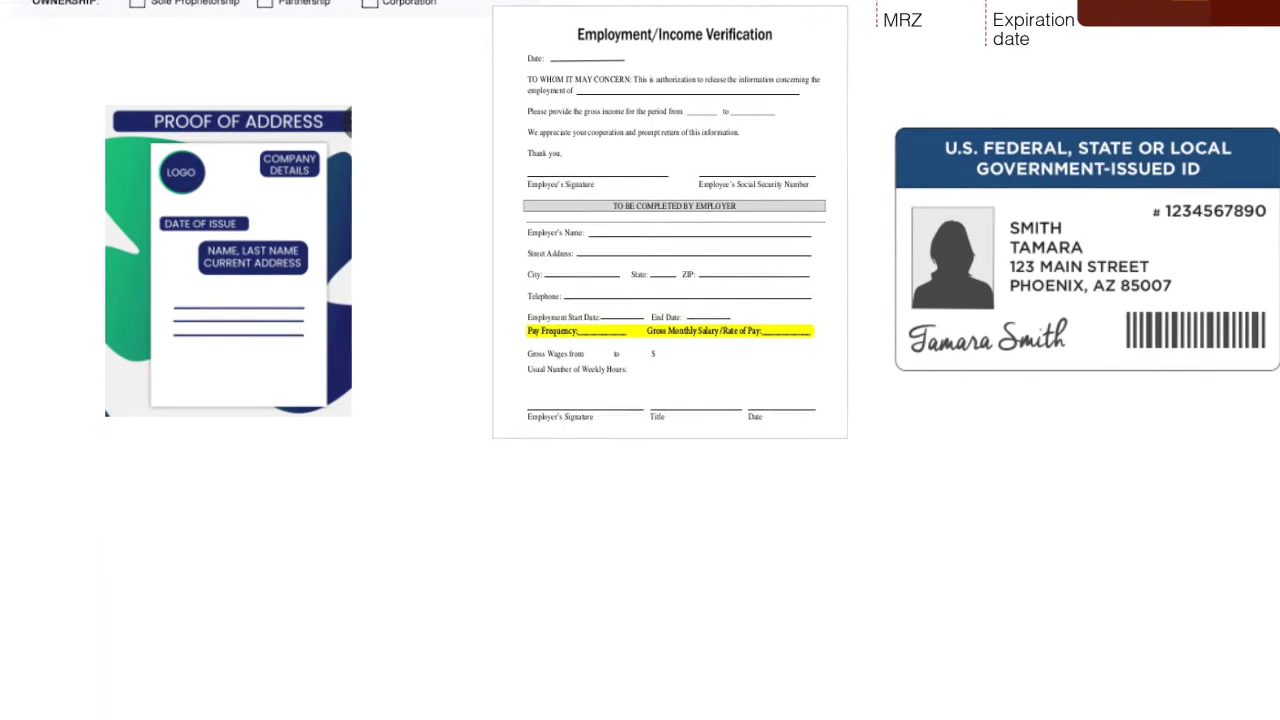 OWNERSHIP: Sole Proprietorship Partnership Corporation
PROOF OF ADDRESS
LOGO
COMPANY
DETAILS
DATE OF ISSUE
NAME, LAST NAME
CURRENT ADDRESS
Employment/Income Verification
Date:
TO WHOM IT MAY CONCERN: This is authorization to release the information concerning the
employment of
Please provide the gross income for the period from to
We appreciate your cooperation and prompt return of this information.
Thank you,
Employee's Signature Employee's Social Security Number
TO BE COMPLETED BY EMPLOYER
Employer's Name:
Street Address:
City: State: ZIP:
Telephone:
Employment Start Date: End Date:
Pay Frequency: Gross Monthly Salary/Rate of Pay:
Gross Wages from to $
Usual Number of Weekly Hours:
Employer's Signature Title Date
MRZ
Expiration
date
U.S. FEDERAL, STATE OR LOCAL
GOVERNMENT-ISSUED ID
# 1234567890
SMITH
TAMARA
123 MAIN STREET
PHOENIX, AZ 85007
Tamara Smith